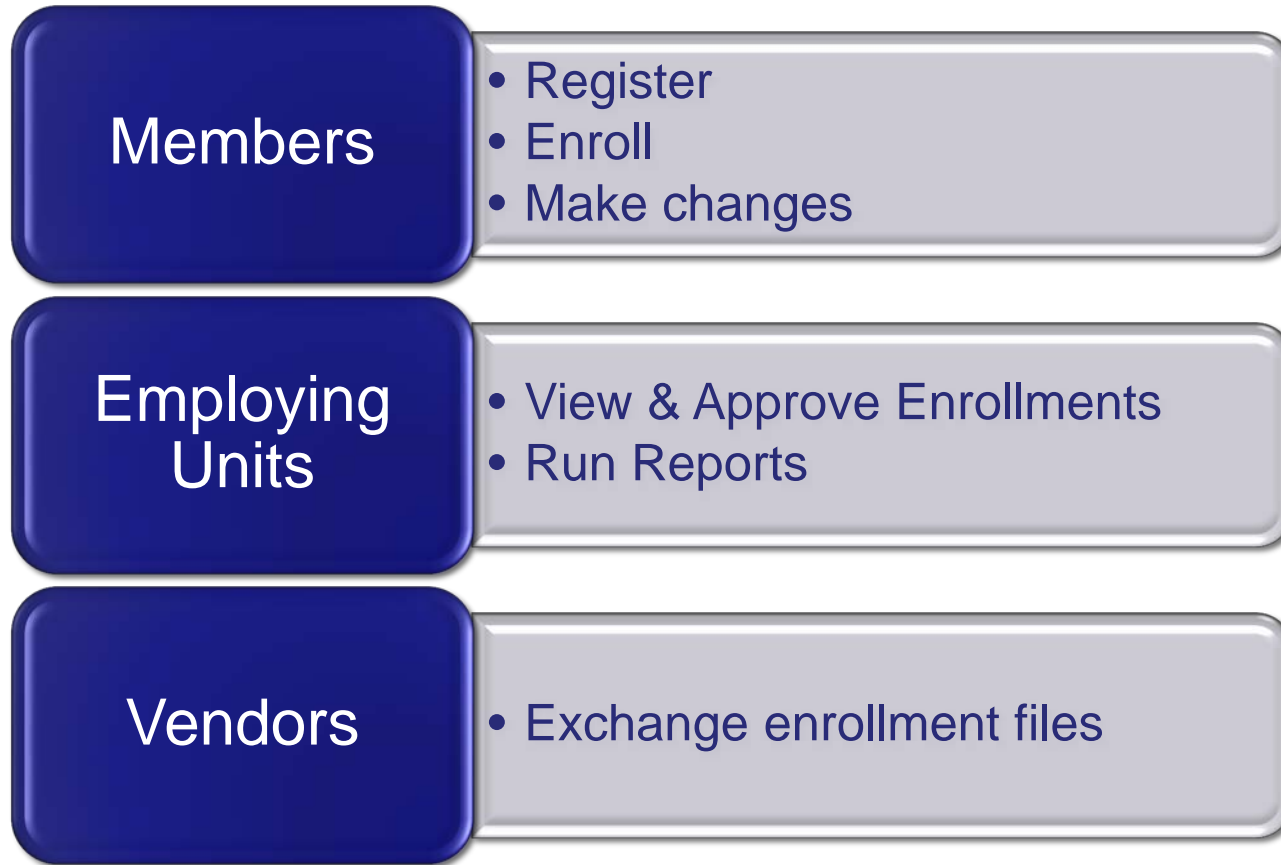 Members
• Register
• Enroll
• Make changes
Employing
Units
• View & Approve Enrollments
• Run Reports
Vendors
• Exchange enrollment files